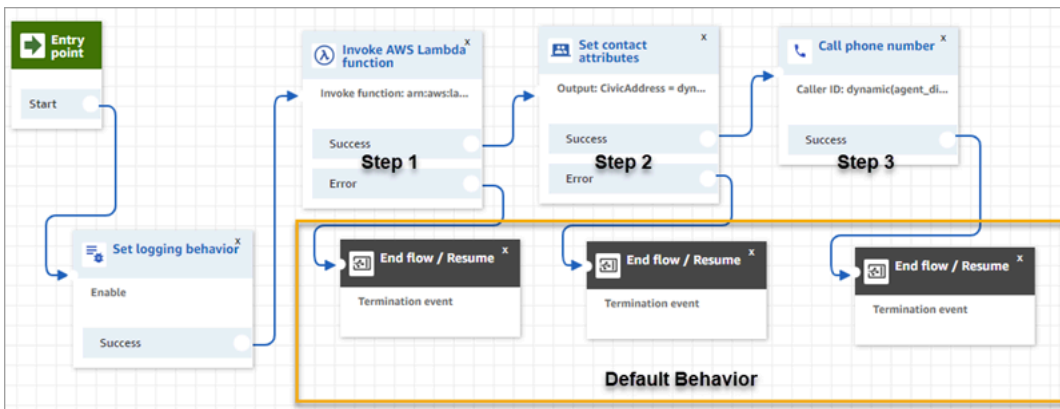 Entry
point
Start
Set logging behavior
x
Enable
Success
Invoke AWS Lambda
function
x
Invoke function: arn:aws:la...
Success
Step 1
Error
Set contact
attributes
x
Output: CivicAddress = dyn...
Success
Step 2
Error
Call phone number
x
Caller ID: dynamic(agent_di...
Success
Step 3
End flow / Resume
x
Termination event
End flow / Resume
x
Termination event
End flow / Resume
x
Termination event
Default Behavior